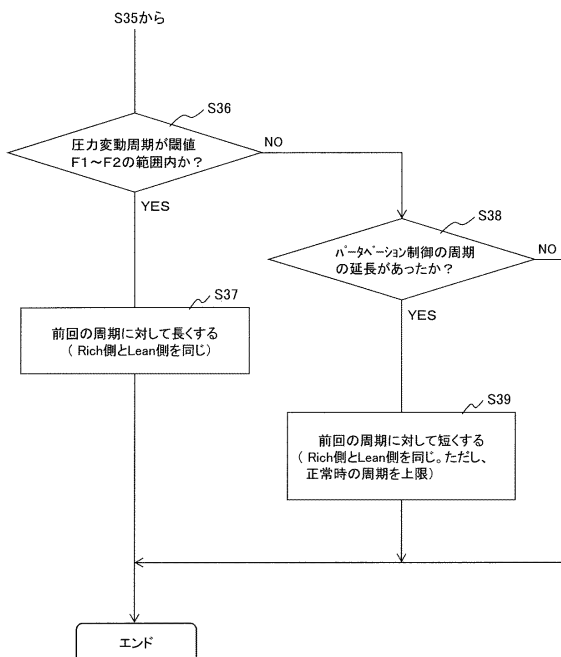 S35から
S36
圧力変動周期が閾値
F1～F2の範囲内か？
NO
YES
S38
ﾊﾟｰﾀﾍﾞｰｼｮﾝ制御の周期
の延長があったか？
NO
YES
S37
前回の周期に対して長くする
( Rich側とLean側を同じ)
S39
前回の周期に対して短くする
( Rich側とLean側を同じ。ただし、
正常時の周期を上限)
エンド